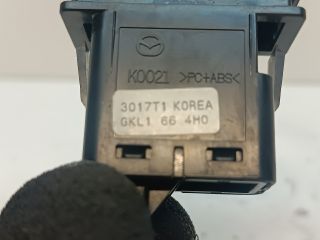 K0021 >PC+ABS<
3017T1 KOREA
GKL1 66 4H0